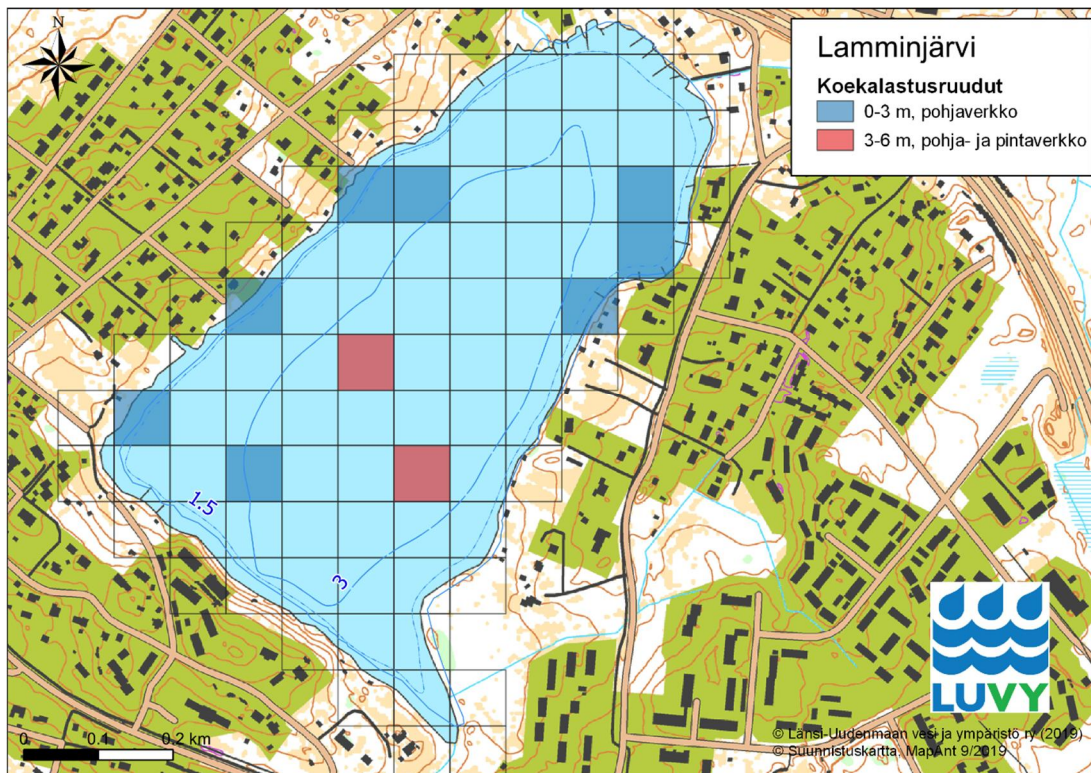 N
Lamminjärvi
Koekalastusruudut
0-3 m, pohjaverkko
3-6 m, pohja- ja pintaverkko
1.5
3
LUVY
0 0.1 0.2 km
© Länsi-Uudenmaan vesi ja ympäristö ry (2019)
© Suunnistuskartta, MapAnt 9/2019